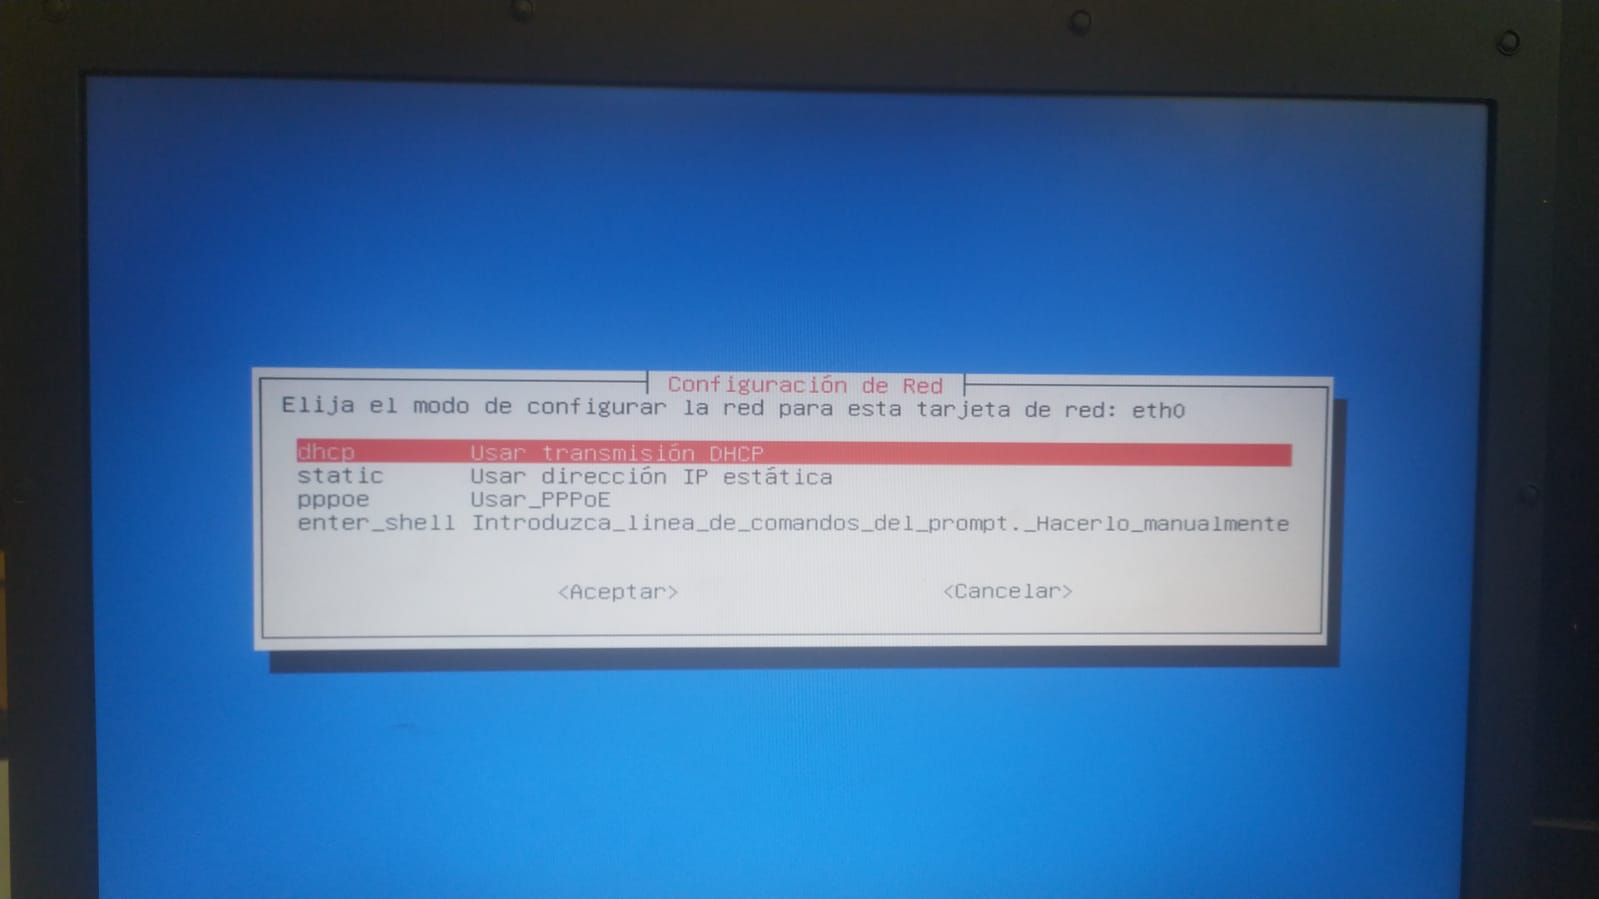 Configuración de Red
Elija el modo de configurar la red para esta tarjeta de red: eth0
dhcp Usar transmisión DHCP
static Usar dirección IP estática
pppoe Usar_PPPoE
enter_shell Introduzca_linea_de_comandos_del_prompt._Hacerlo_manualmente
<Aceptar> <Cancelar>